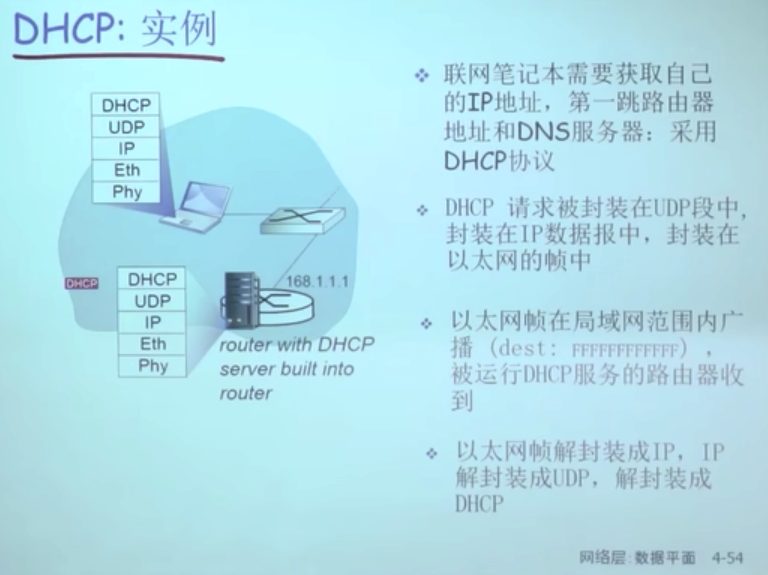 DHCP: 实例
DHCP
UDP
IP
Eth
Phy
DHCP
DHCP
UDP
IP
Eth
Phy
168.1.1.1
router with DHCP
server built into
router
联网笔记本需要获取自己
的IP地址，第一跳路由器
地址和DNS服务器：采用
DHCP协议
DHCP 请求被封装在UDP段中,
封装在IP数据报中，封装在
以太网的帧中
以太网帧在局域网范围内广
播 (dest: FFFFFFFFFFFF) ，
被运行DHCP服务的路由器收
到
以太网帧解封装成IP，IP
解封装成UDP，解封装成
DHCP
网络层：数据平面 4-54